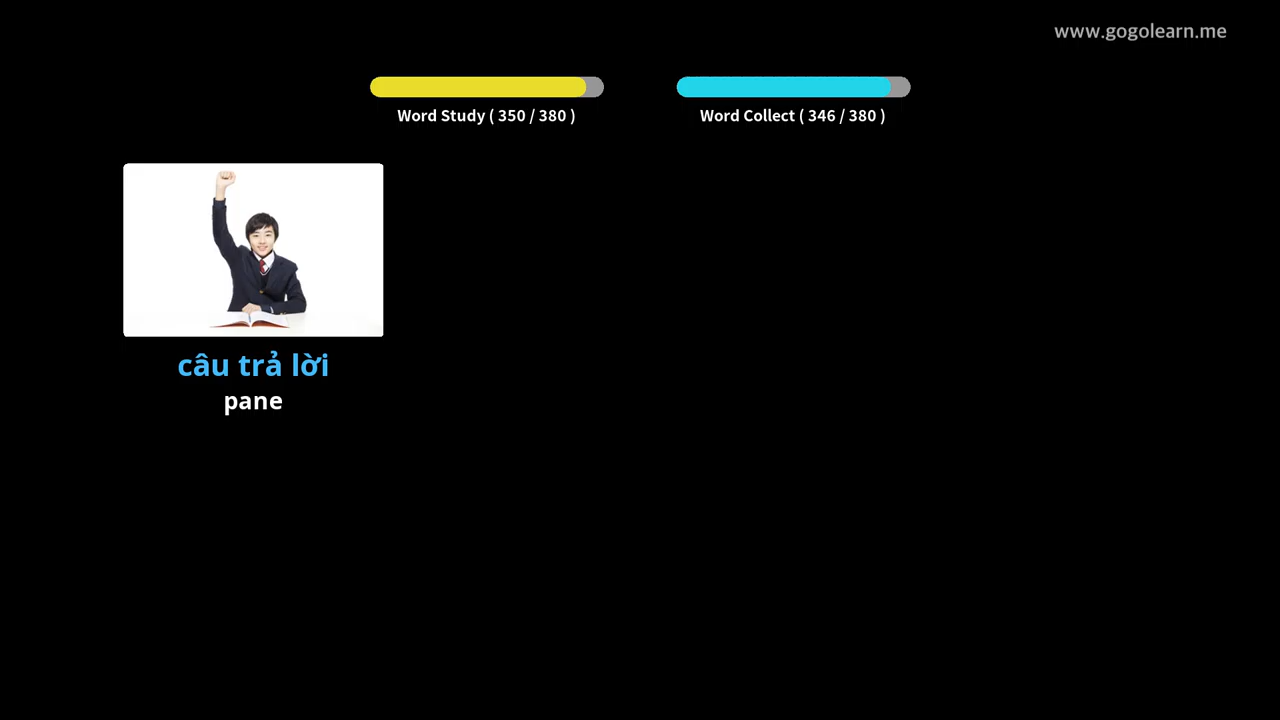 www.gogolearn.me
Word Study ( 350 / 380 )
Word Collect ( 346 / 380 )
câu trả lời
pane